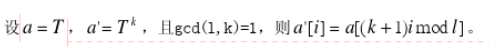 设a = T，a'= T^k，且gcd(l,k)=1，则a'[i] = a[(k+1)i mod l]。